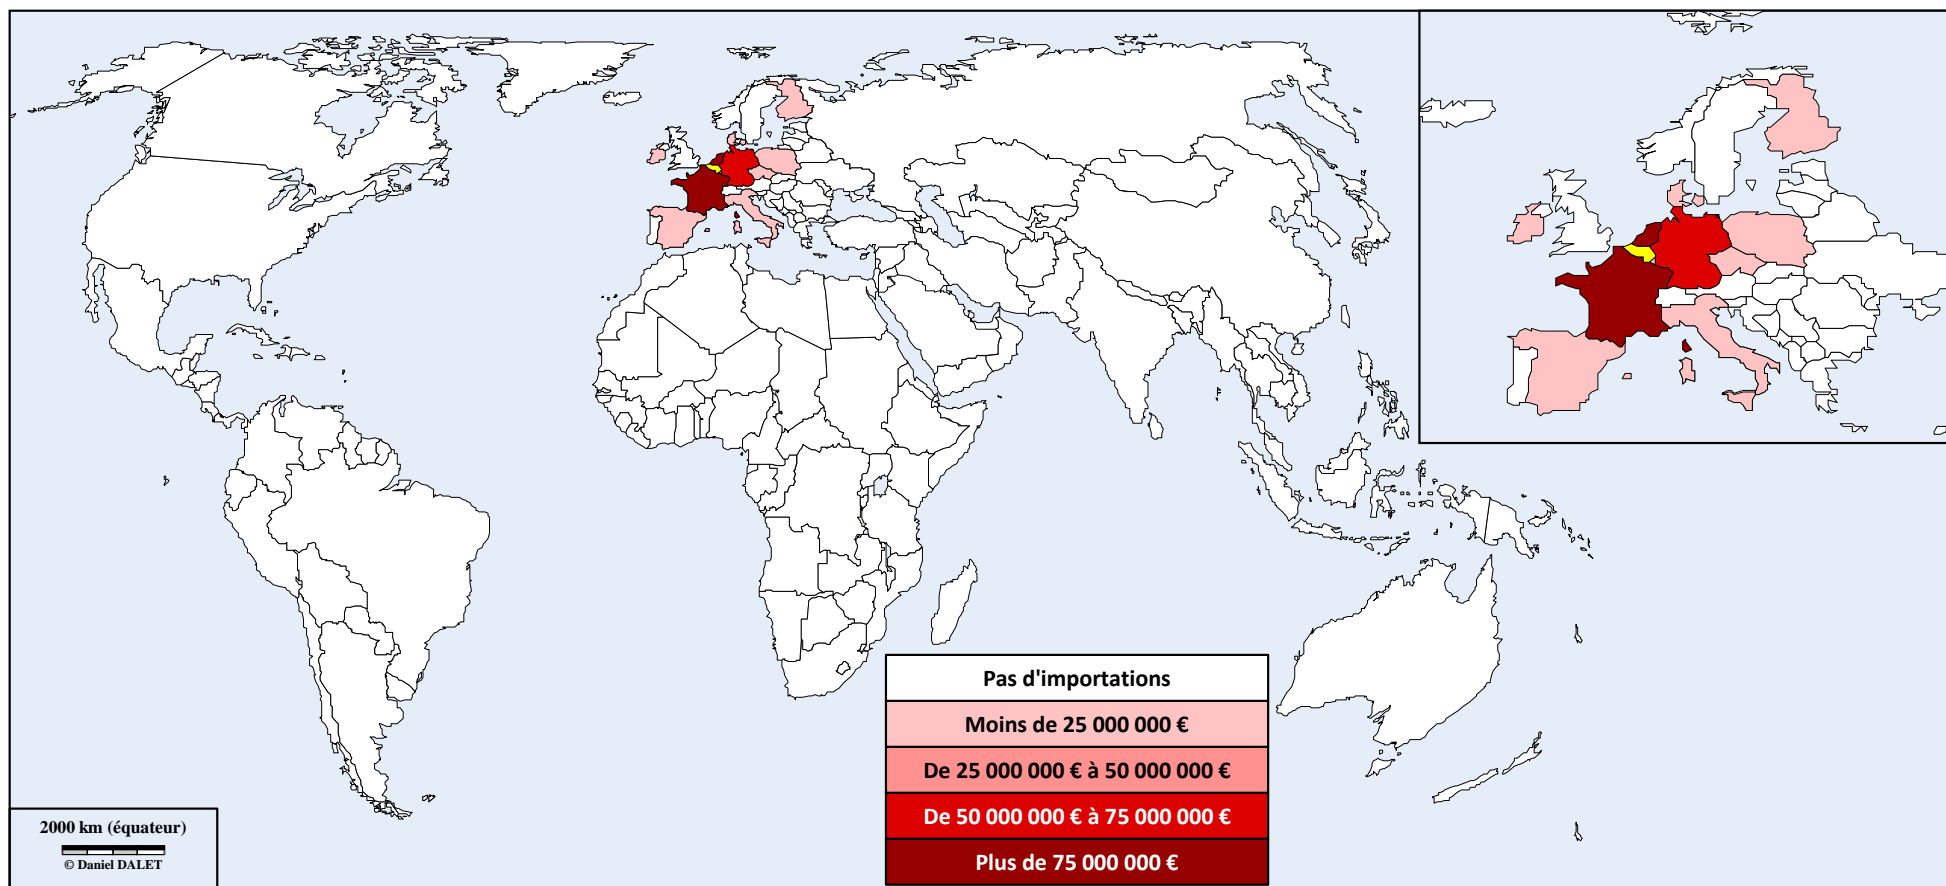 Pas d'importations
Moins de 25 000 000 €
De 25 000 000 € à 50 000 000 €
De 50 000 000 € à 75 000 000 €
Plus de 75 000 000 €
2000 km (équateur)
© Daniel DALET